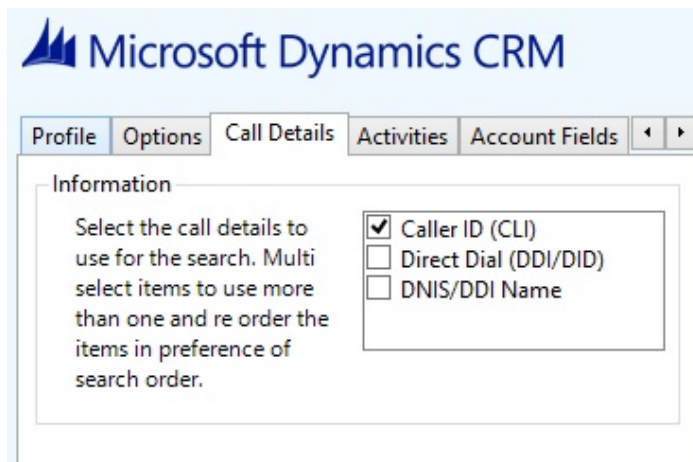 Microsoft Dynamics CRM
Profile Options Call Details Activities Account Fields
Information
Select the call details to
use for the search. Multi
select items to use more
than one and re order the
items in preference of
search order.
Caller ID (CLI)
Direct Dial (DDI/DID)
DNIS/DDI Name